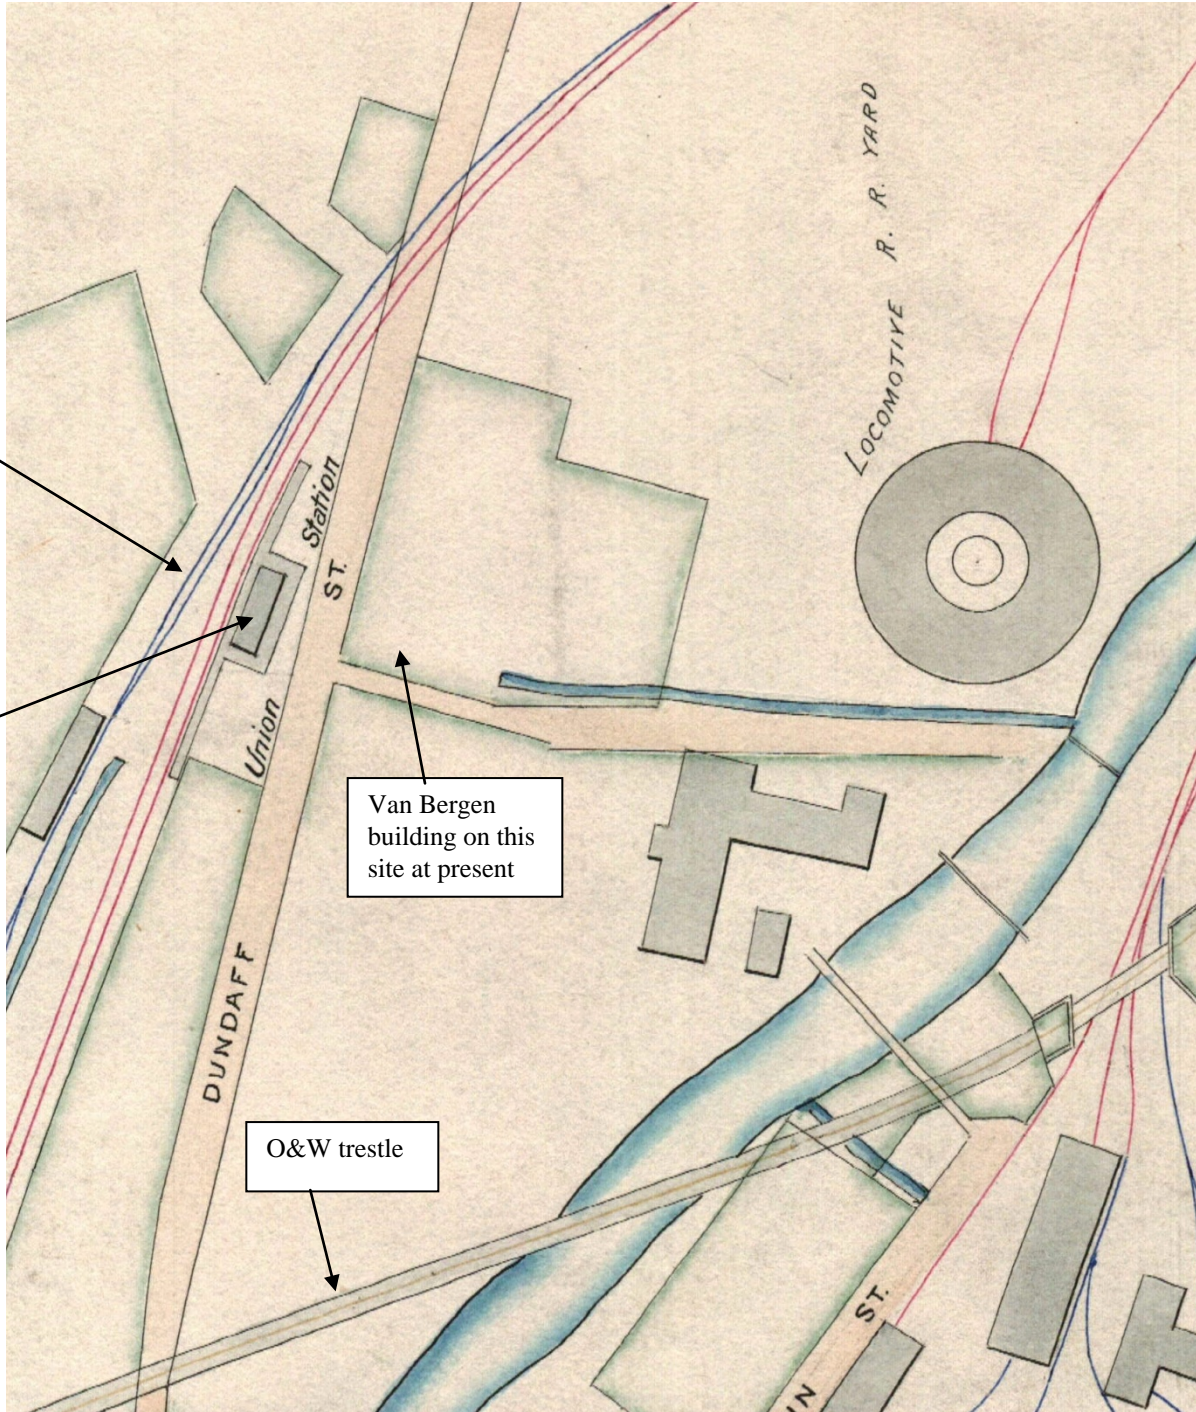 LOCOMOTIVE R. R. YARD
Union Station
DUNDAFF ST.
Van Bergen
building on this
site at present
O&W trestle
ST.